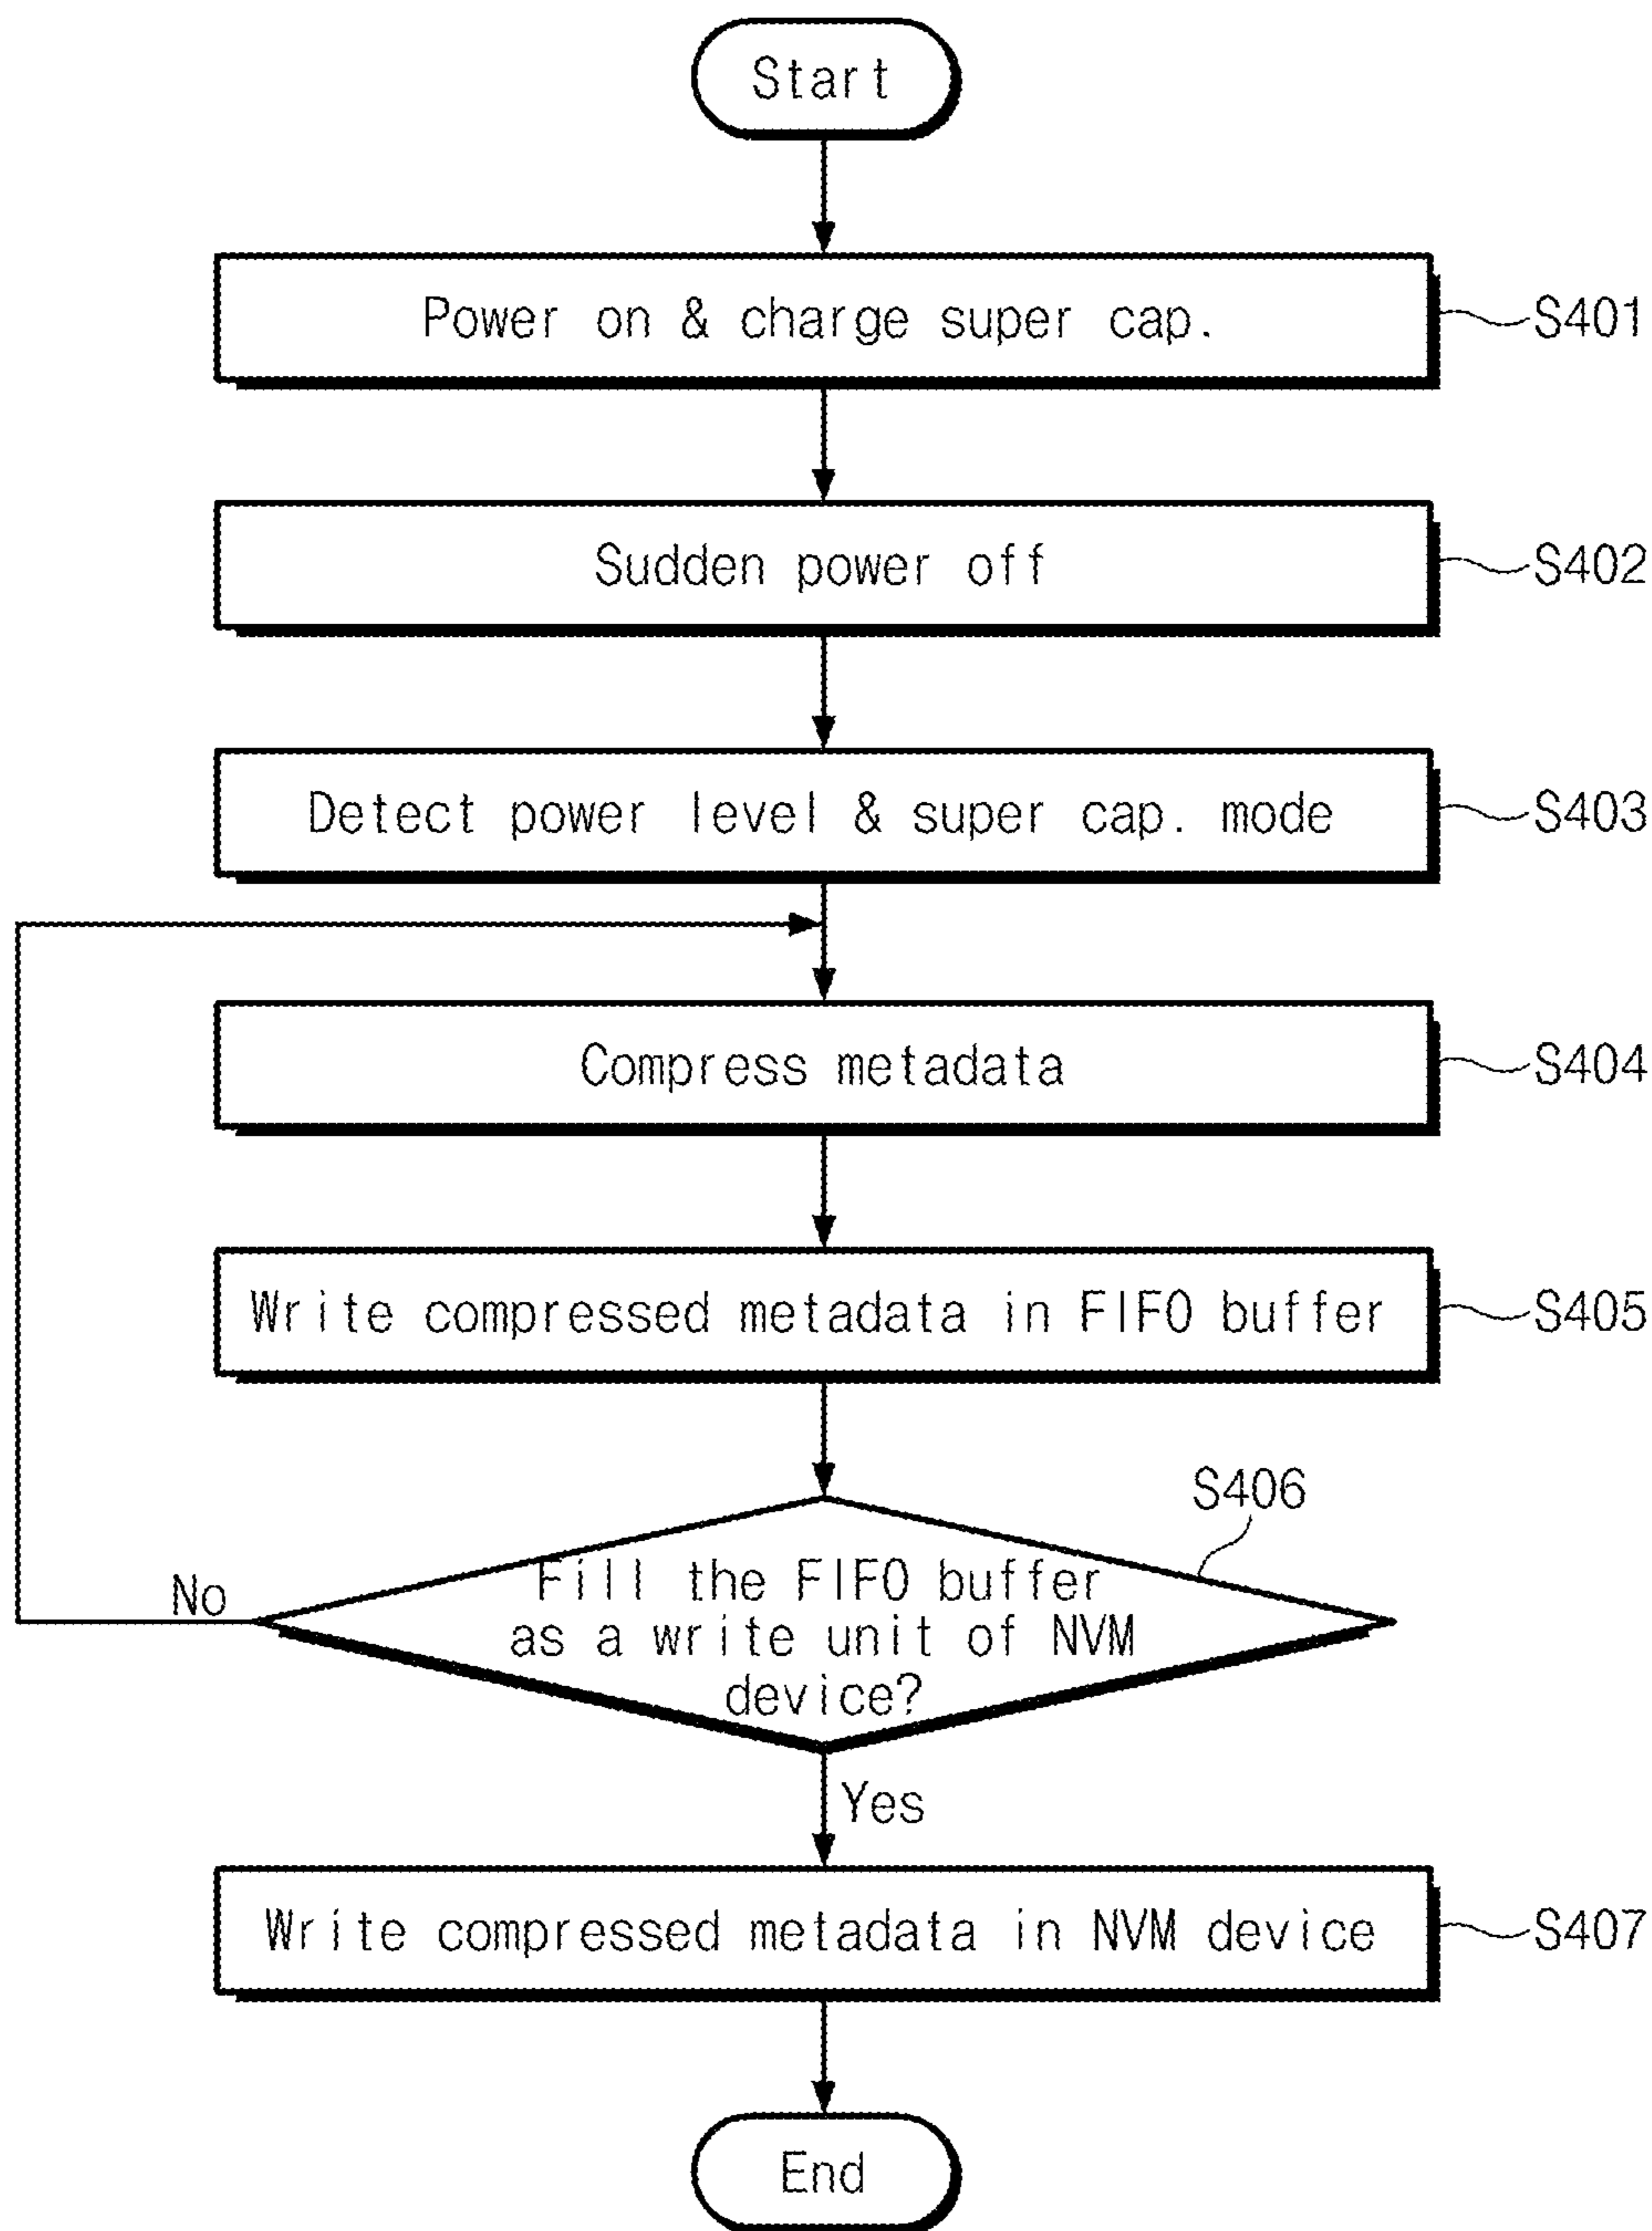 Start
Power on & charge super cap.
S401
Sudden power off
S402
Detect power level & super cap. mode
S403
Compress metadata
S404
Write compressed metadata in FIFO buffer
S405
S406
Fill the FIFO buffer
as a write unit of NVM
device?
No
Yes
Write compressed metadata in NVM device
S407
End